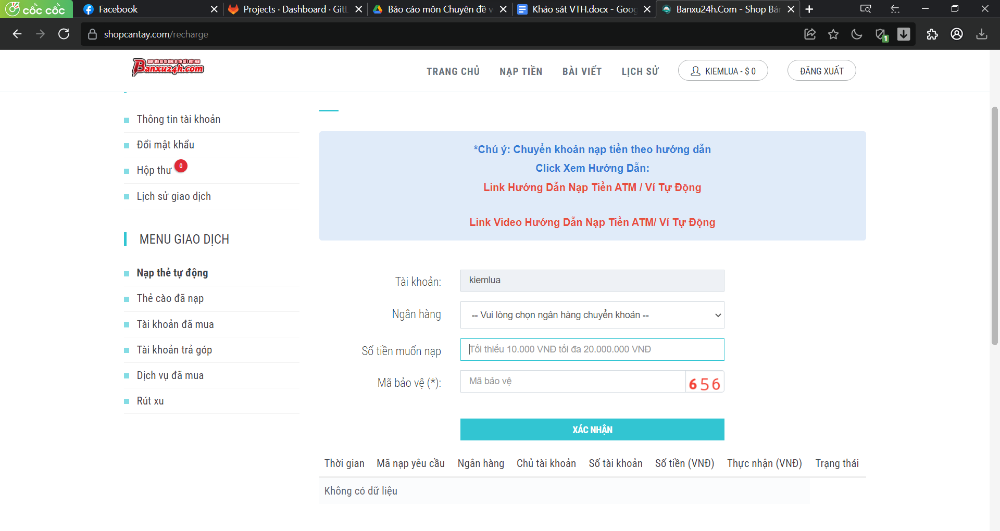 cốc cốc
Facebook
Projects · Dashboard · GitL
Báo cáo môn Chuyên đề v
Khảo sát VTH.docx - Goog
Banxu24h.Com - Shop Bán
shopcantay.com/recharge
1
Banxu24h.com
TRANG CHỦ
NẠP TIỀN
BÀI VIẾT
LỊCH SỬ
KIEMLUA - $ 0
ĐĂNG XUẤT
Thông tin tài khoản
Đổi mật khẩu
Hộp thư 0
Lịch sử giao dịch
MENU GIAO DỊCH
Nạp thẻ tự động
Thẻ cào đã nạp
Tài khoản đã mua
Tài khoản trả góp
Dịch vụ đã mua
Rút xu
*Chú ý: Chuyển khoản nạp tiền theo hướng dẫn
Click Xem Hướng Dẫn:
Link Hướng Dẫn Nạp Tiền ATM / Ví Tự Động
Link Video Hướng Dẫn Nạp Tiền ATM/ Ví Tự Động
Tài khoản: kiemlua
Ngân hàng -- Vui lòng chọn ngân hàng chuyển khoản --
Số tiền muốn nạp Tối thiểu 10.000 VNĐ tối đa 20.000.000 VNĐ
Mã bảo vệ (*): Mã bảo vệ 656
XÁC NHẬN
Thời gian Mã nạp yêu cầu Ngân hàng Chủ tài khoản Số tài khoản Số tiền (VNĐ) Thực nhận (VNĐ) Trạng thái
Không có dữ liệu